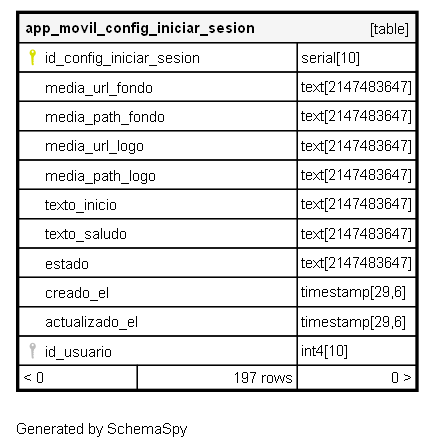 app_movil_config_iniciar_sesion [table]
id_config_iniciar_sesion serial[10]
media_url_fondo text[2147483647]
media_path_fondo text[2147483647]
media_url_logo text[2147483647]
media_path_logo text[2147483647]
texto_inicio text[2147483647]
texto_saludo text[2147483647]
estado text[2147483647]
creado_el timestamp[29,6]
actualizado_el timestamp[29,6]
id_usuario int4[10]
< 0 197 rows 0 >
Generated by SchemaSpy